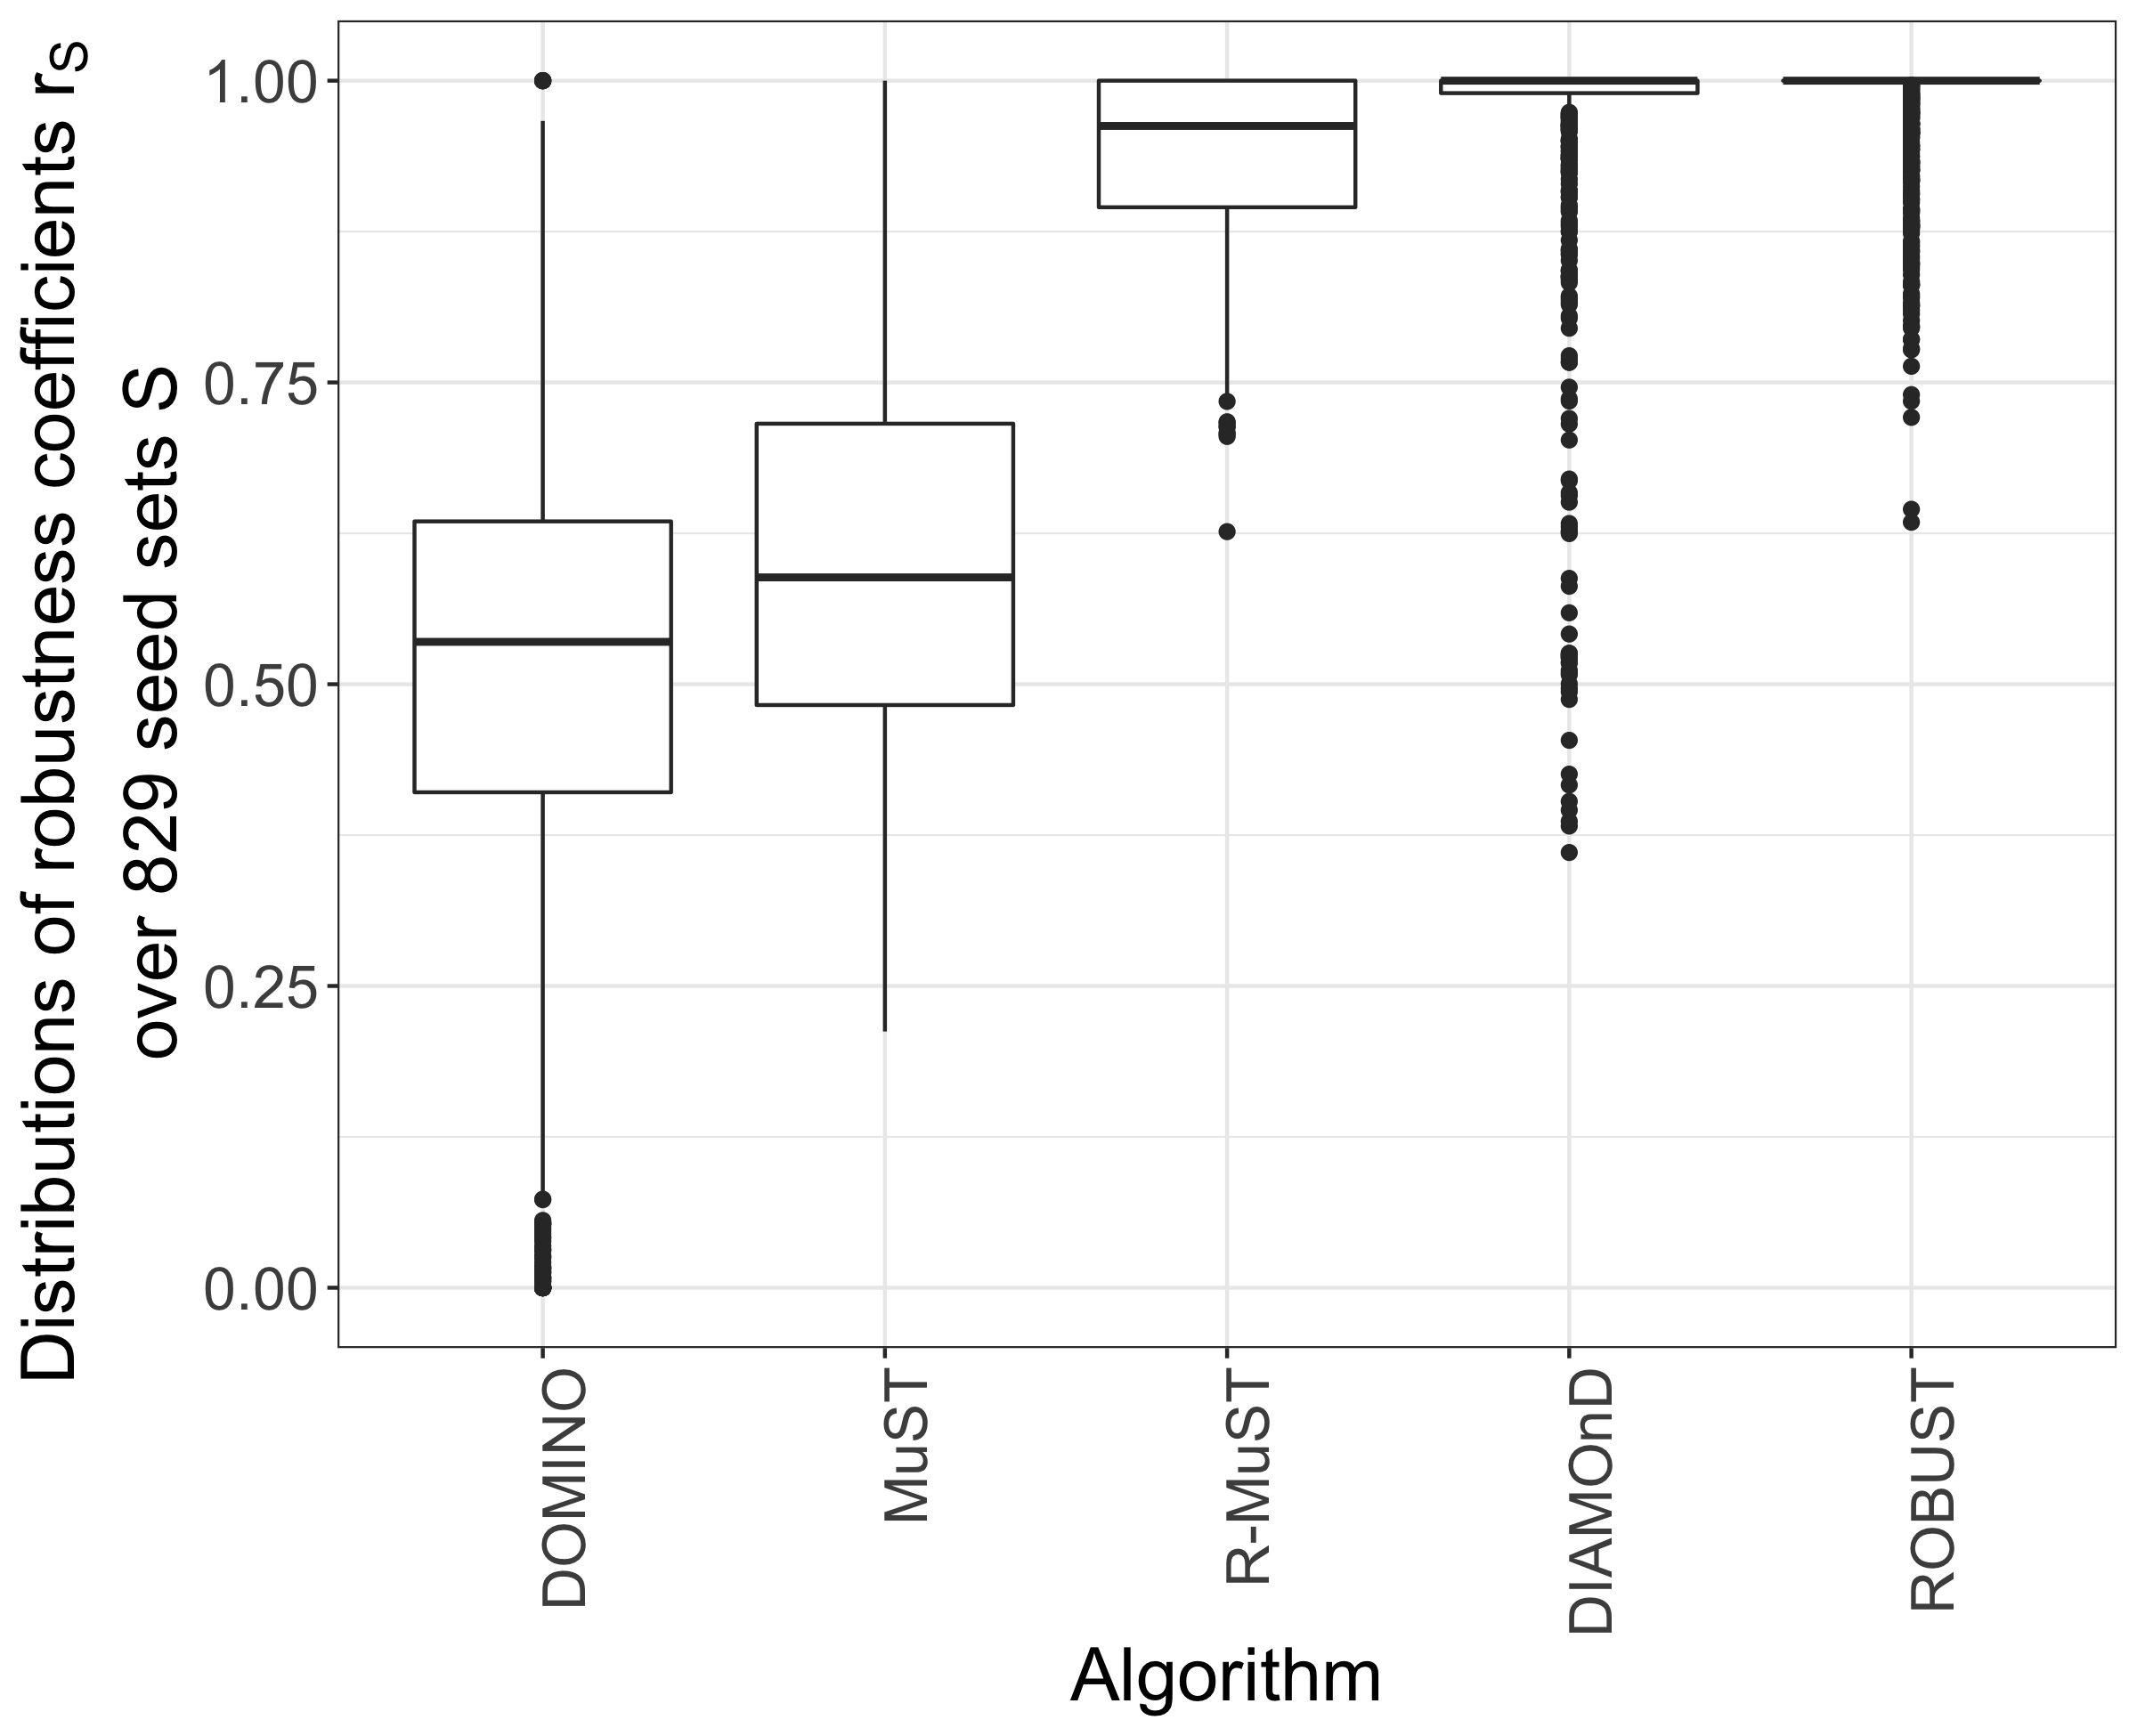 Distributions of robustness coefficients rS
over 829 seed sets S
1.00
0.75
0.50
0.25
0.00
DOMINO
MuST
R-MuST
DIAMOnD
ROBUST
Algorithm